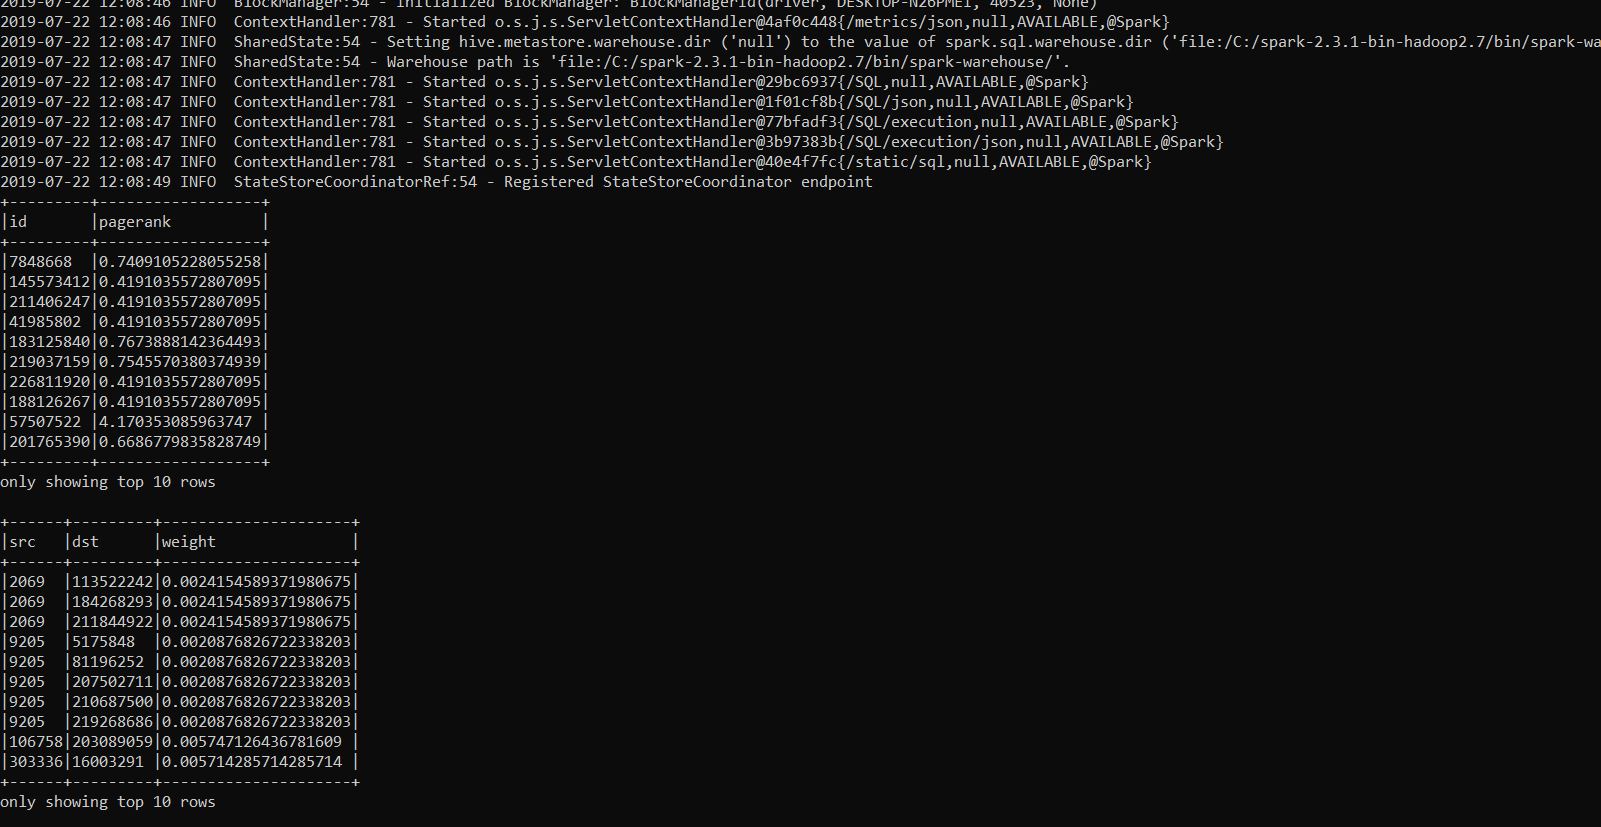 2019-07-22 12:08:46 INFO  BlockManager:54 - Initialized BlockManager: BlockManagerId(driver, DESKTOP-N26PMEI, 40523, None)
2019-07-22 12:08:46 INFO  ContextHandler:781 - Started o.s.j.s.ServletContextHandler@4af0c448{/metrics/json,null,AVAILABLE,@Spark}
2019-07-22 12:08:47 INFO  SharedState:54 - Setting hive.metastore.warehouse.dir ('null') to the value of spark.sql.warehouse.dir ('file:/C:/spark-2.3.1-bin-hadoop2.7/bin/spark-wa
2019-07-22 12:08:47 INFO  SharedState:54 - Warehouse path is 'file:/C:/spark-2.3.1-bin-hadoop2.7/bin/spark-warehouse/'.
2019-07-22 12:08:47 INFO  ContextHandler:781 - Started o.s.j.s.ServletContextHandler@29bc6937{/SQL,null,AVAILABLE,@Spark}
2019-07-22 12:08:47 INFO  ContextHandler:781 - Started o.s.j.s.ServletContextHandler@1f01cf8b{/SQL/json,null,AVAILABLE,@Spark}
2019-07-22 12:08:47 INFO  ContextHandler:781 - Started o.s.j.s.ServletContextHandler@77bfadf3{/SQL/execution,null,AVAILABLE,@Spark}
2019-07-22 12:08:47 INFO  ContextHandler:781 - Started o.s.j.s.ServletContextHandler@3b97383b{/SQL/execution/json,null,AVAILABLE,@Spark}
2019-07-22 12:08:47 INFO  ContextHandler:781 - Started o.s.j.s.ServletContextHandler@40e4f7fc{/static/sql,null,AVAILABLE,@Spark}
2019-07-22 12:08:49 INFO  StateStoreCoordinatorRef:54 - Registered StateStoreCoordinator endpoint
+---------+------------------+
|id       |pagerank          |
+---------+------------------+
|7848668  |0.7409105228055258|
|145573412|0.4191035572807095|
|211406247|0.4191035572807095|
|41985802 |0.4191035572807095|
|183125840|0.7673888142364493|
|219037159|0.7545570380374939|
|226811920|0.4191035572807095|
|188126267|0.4191035572807095|
|57507522 |4.170353085963747 |
|201765390|0.6686779835828749|
+---------+------------------+
only showing top 10 rows
+------+---------+---------------------+
|src   |dst      |weight               |
+------+---------+---------------------+
|2069  |113522242|0.0024154589371980675|
|2069  |184268293|0.0024154589371980675|
|2069  |211844922|0.0024154589371980675|
|9205  |5175848  |0.0020876826722338203|
|9205  |81196252 |0.0020876826722338203|
|9205  |207502711|0.0020876826722338203|
|9205  |210687500|0.0020876826722338203|
|9205  |219268686|0.0020876826722338203|
|106758|203089059|0.005747126436781609 |
|303336|16003291 |0.005714285714285714 |
+------+---------+---------------------+
only showing top 10 rows